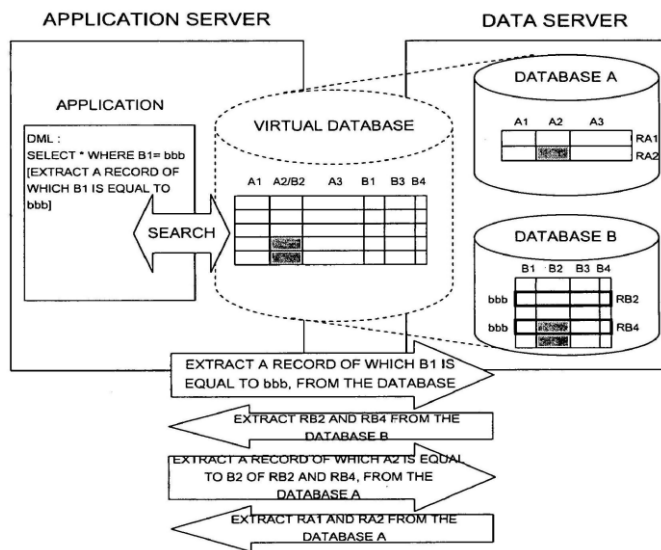 APPLICATION SERVER
DATA SERVER
APPLICATION
DML :
SELECT * WHERE B1= bbb
[EXTRACT A RECORD OF
WHICH B1 IS EQUAL TO
bbb]
SEARCH
VIRTUAL DATABASE
A1 A2/B2 A3 B1 B3 B4
DATABASE A
A1 A2 A3
RA1
RA2
DATABASE B
B1 B2 B3 B4
bbb RB2
bbb RB4
EXTRACT A RECORD OF WHICH B1 IS
EQUAL TO bbb, FROM THE DATABASE
EXTRACT RB2 AND RB4 FROM THE
DATABASE B
EXTRACT A RECORD OF WHICH A2 IS EQUAL
TO B2 OF RB2 AND RB4, FROM THE
DATABASE A
EXTRACT RA1 AND RA2 FROM THE
DATABASE A